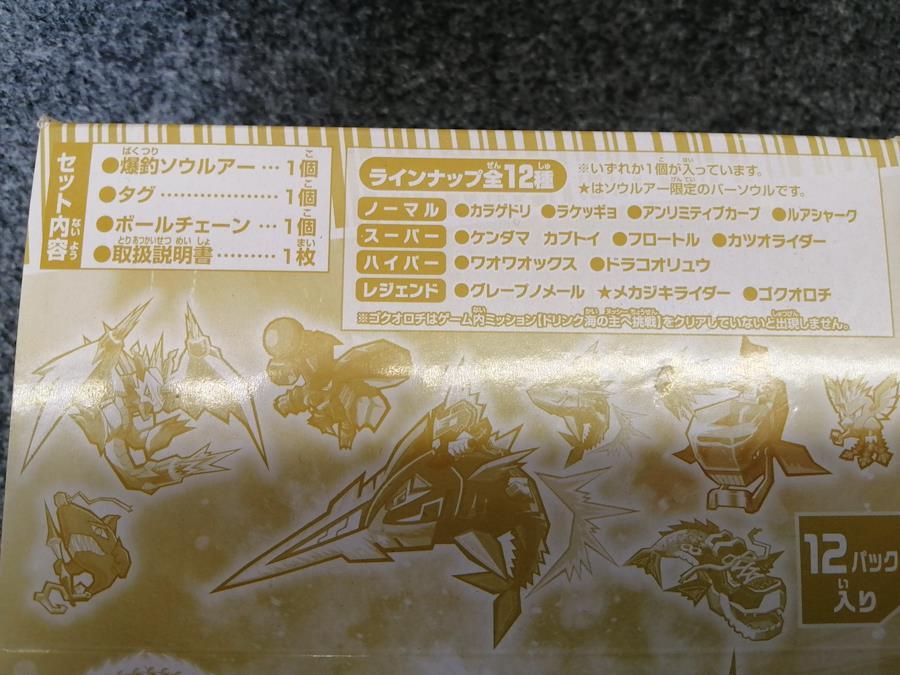 セット内容
●爆釣ソウルアー…1個
●タグ……………1個
●ボールチェーン…1個
●取扱説明書………1枚
ラインナップ全12種
※いずれか1個が入っています。
★はソウルアー限定のバーソウルです。
ノーマル ●カラゲドリ ●ラケッギョ ●アンリミティブカープ ●ルアシャーク
スーパー ●ケンダマ カブトイ ●フロートル ●カツオライダー
ハイパー ●ワオワオックス ●ドラコオリュウ
レジェンド ●グレープノメール ★メカジキライダー ●ゴクオロチ
※ゴクオロチはゲーム内ミッション[ドリンク海の主へ挑戦]をクリアしていないと出現しません。
12パック
入り